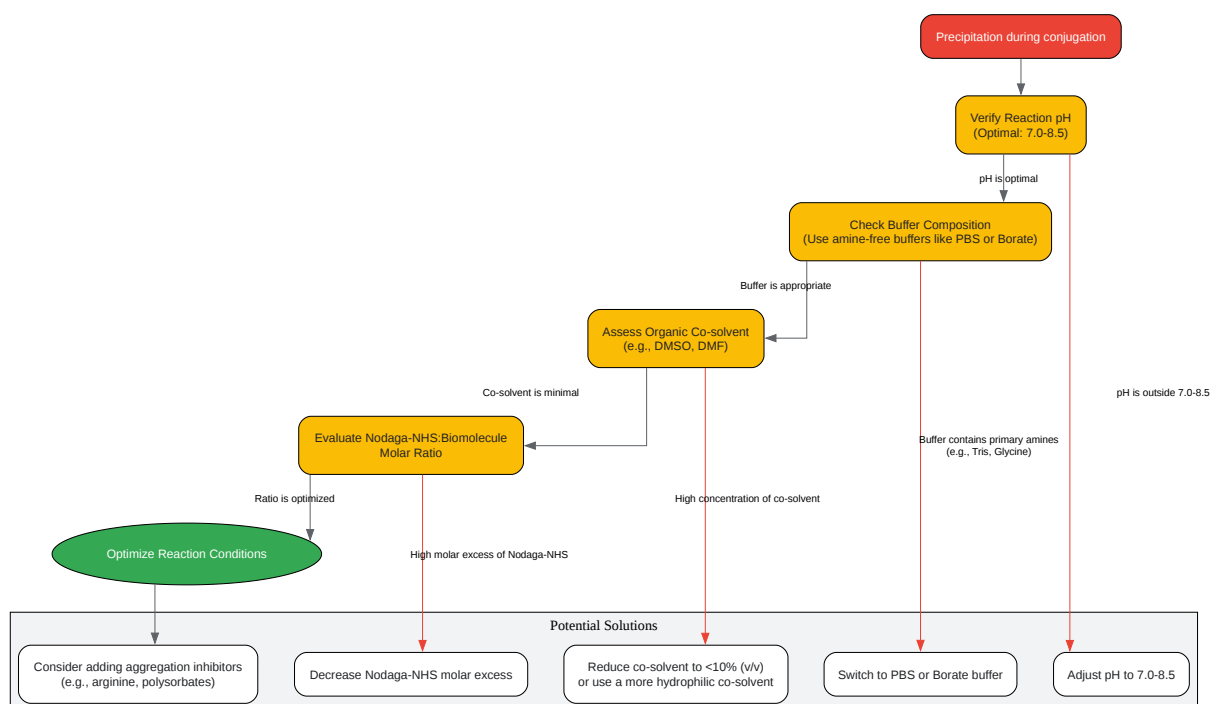 Precipitation during conjugation
Verify Reaction pH
(Optimal: 7.0-8.5)
pH is optimal
Check Buffer Composition
(Use amine-free buffers like PBS or Borate)
Buffer is appropriate
Assess Organic Co-solvent
(e.g., DMSO, DMF)
Co-solvent is minimal
pH is outside 7.0-8.5
Evaluate Nodaga-NHS:Biomolecule
Molar Ratio
Buffer contains primary amines
(e.g., Tris, Glycine)
Ratio is optimized
High concentration of co-solvent
Optimize Reaction Conditions
High molar excess of Nodaga-NHS
Potential Solutions
Consider adding aggregation inhibitors
(e.g., arginine, polysorbates)
Decrease Nodaga-NHS molar excess
Reduce co-solvent to <10% (v/v)
or use a more hydrophilic co-solvent
Switch to PBS or Borate buffer
Adjust pH to 7.0-8.5